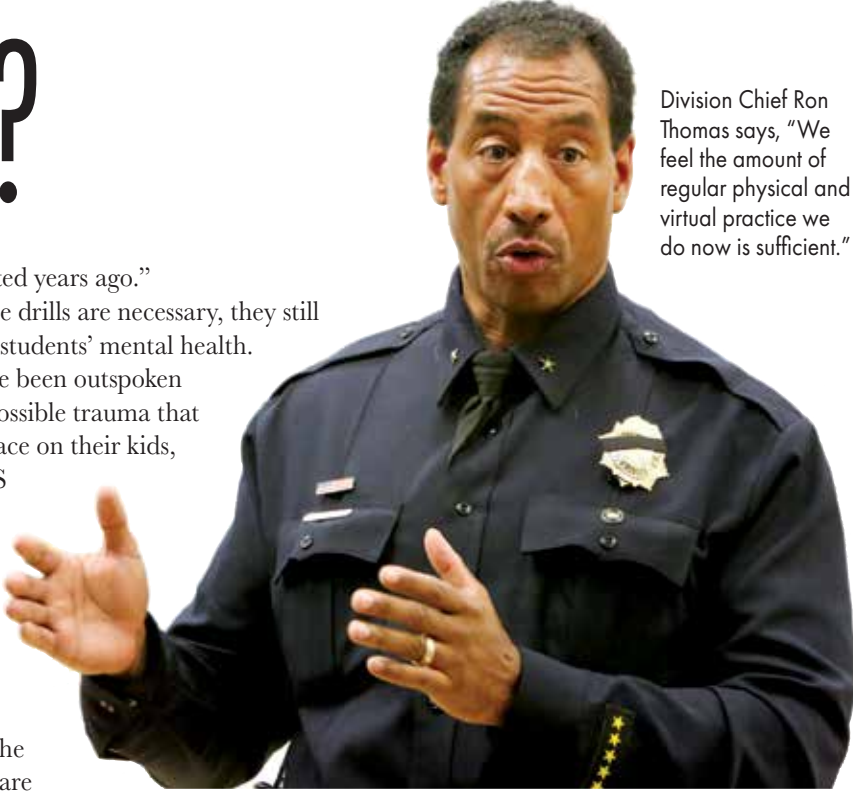 ?
ted years ago.”
e drills are necessary, they still
students’ mental health.
e been outspoken
ossible trauma that
ace on their kids,
S
he
are
Division Chief Ron
Thomas says, “We
feel the amount of
regular physical and
virtual practice we
do now is sufficient.”